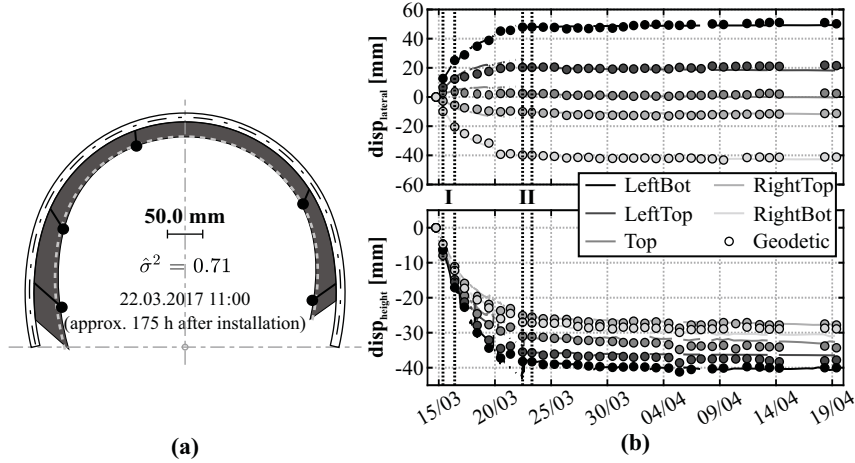 50.0 mm
σ̂² = 0.71
22.03.2017 11:00
(approx. 175 h after installation)
(a)
disp_lateral [mm]
60
40
20
0
-20
-40
-60
I
II
LeftBot
RightTop
LeftTop
RightBot
Top
Geodetic
disp_height [mm]
0
-10
-20
-30
-40
15/03
20/03
25/03
30/03
04/04
09/04
14/04
19/04
(b)